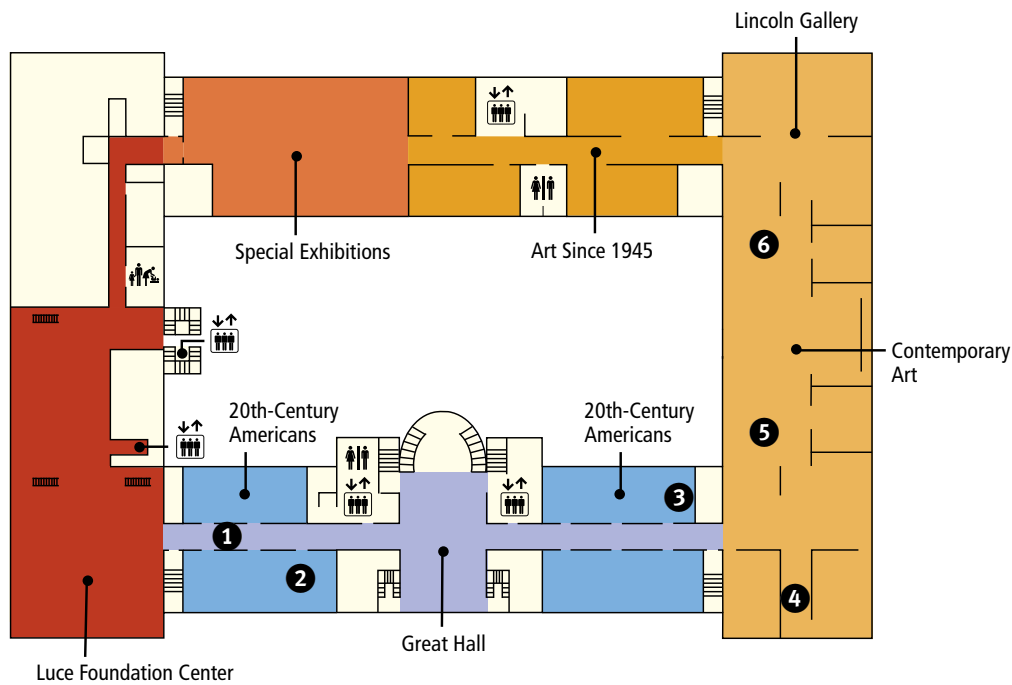 Lincoln Gallery
Special Exhibitions
Art Since 1945
6
Contemporary
Art
20th-Century
Americans
20th-Century
Americans
5
3
1
2
4
Great Hall
Luce Foundation Center